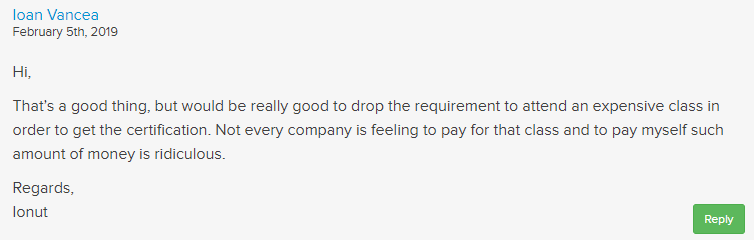 Ioan Vancea
February 5th, 2019
Hi,
That's a good thing, but would be really good to drop the requirement to attend an expensive class in
order to get the certification. Not every company is feeling to pay for that class and to pay myself such
amount of money is ridiculous.
Regards,
Ionut
Reply